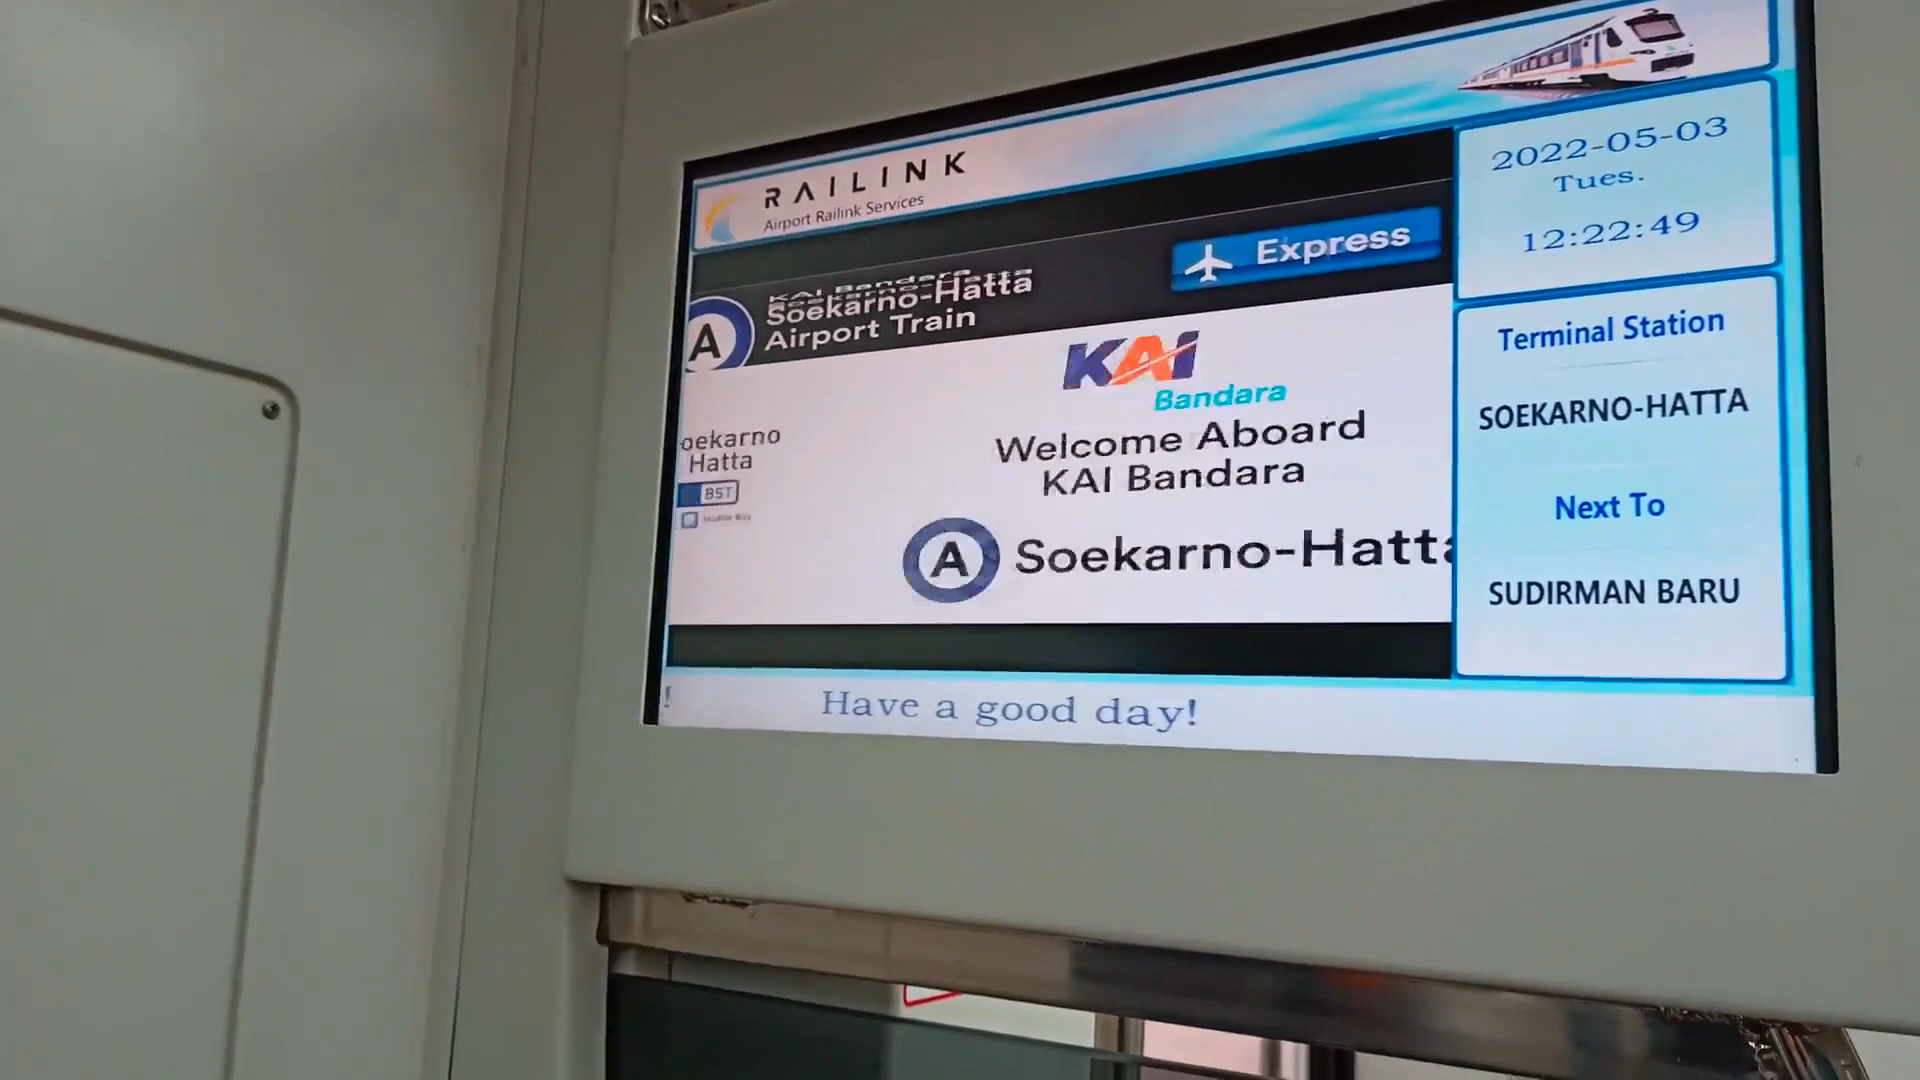 RAILINK
Airport Railink Services
2022-05-03
Tues.
12:22:49
Express
KAI Bandara
Soekarno-Hatta
Airport Train
A
KAI
Bandara
Welcome Aboard
KAI Bandara
A Soekarno-Hatta
oekarno
Hatta
BST
Terminal Station
SOEKARNO-HATTA
Next To
SUDIRMAN BARU
! Have a good day!